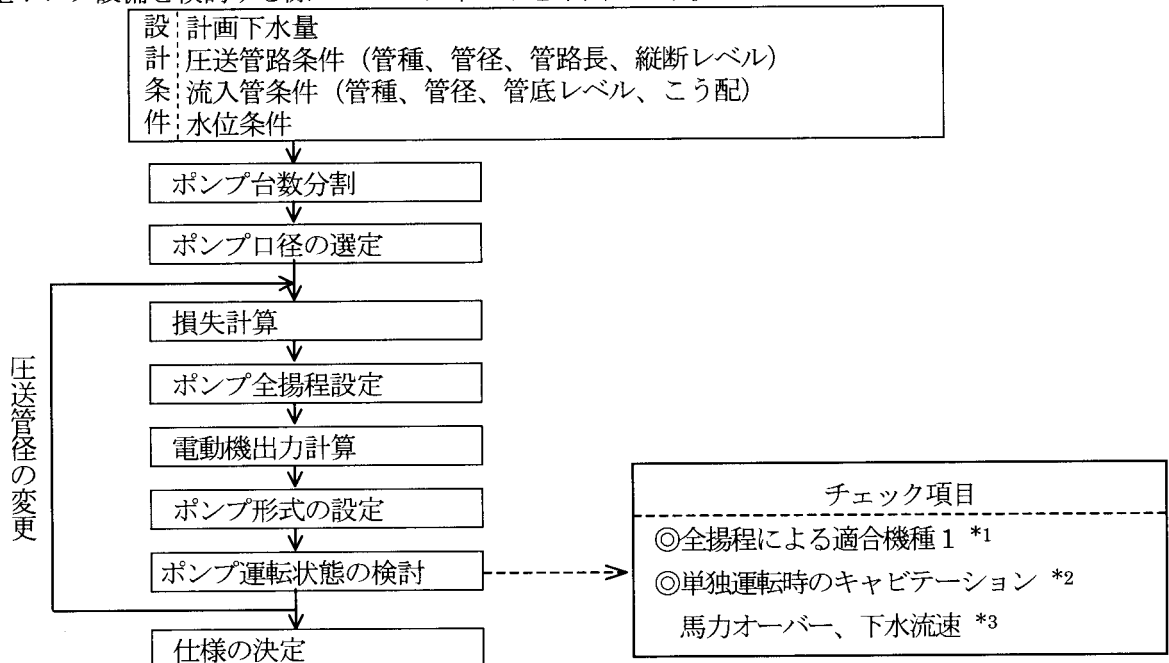 設計条件
計画下水量
圧送管路条件（管種、管径、管路長、縦断レベル）
流入管条件（管種、管径、管底レベル、こう配）
水位条件
ポンプ台数分割
ポンプ口径の選定
損失計算
ポンプ全揚程設定
電動機出力計算
ポンプ形式の設定
ポンプ運転状態の検討
仕様の決定
圧送管径の変更
チェック項目
◎全揚程による適合機種１ *1
◎単独運転時のキャビテーション *2
馬力オーバー、下水流速 *3